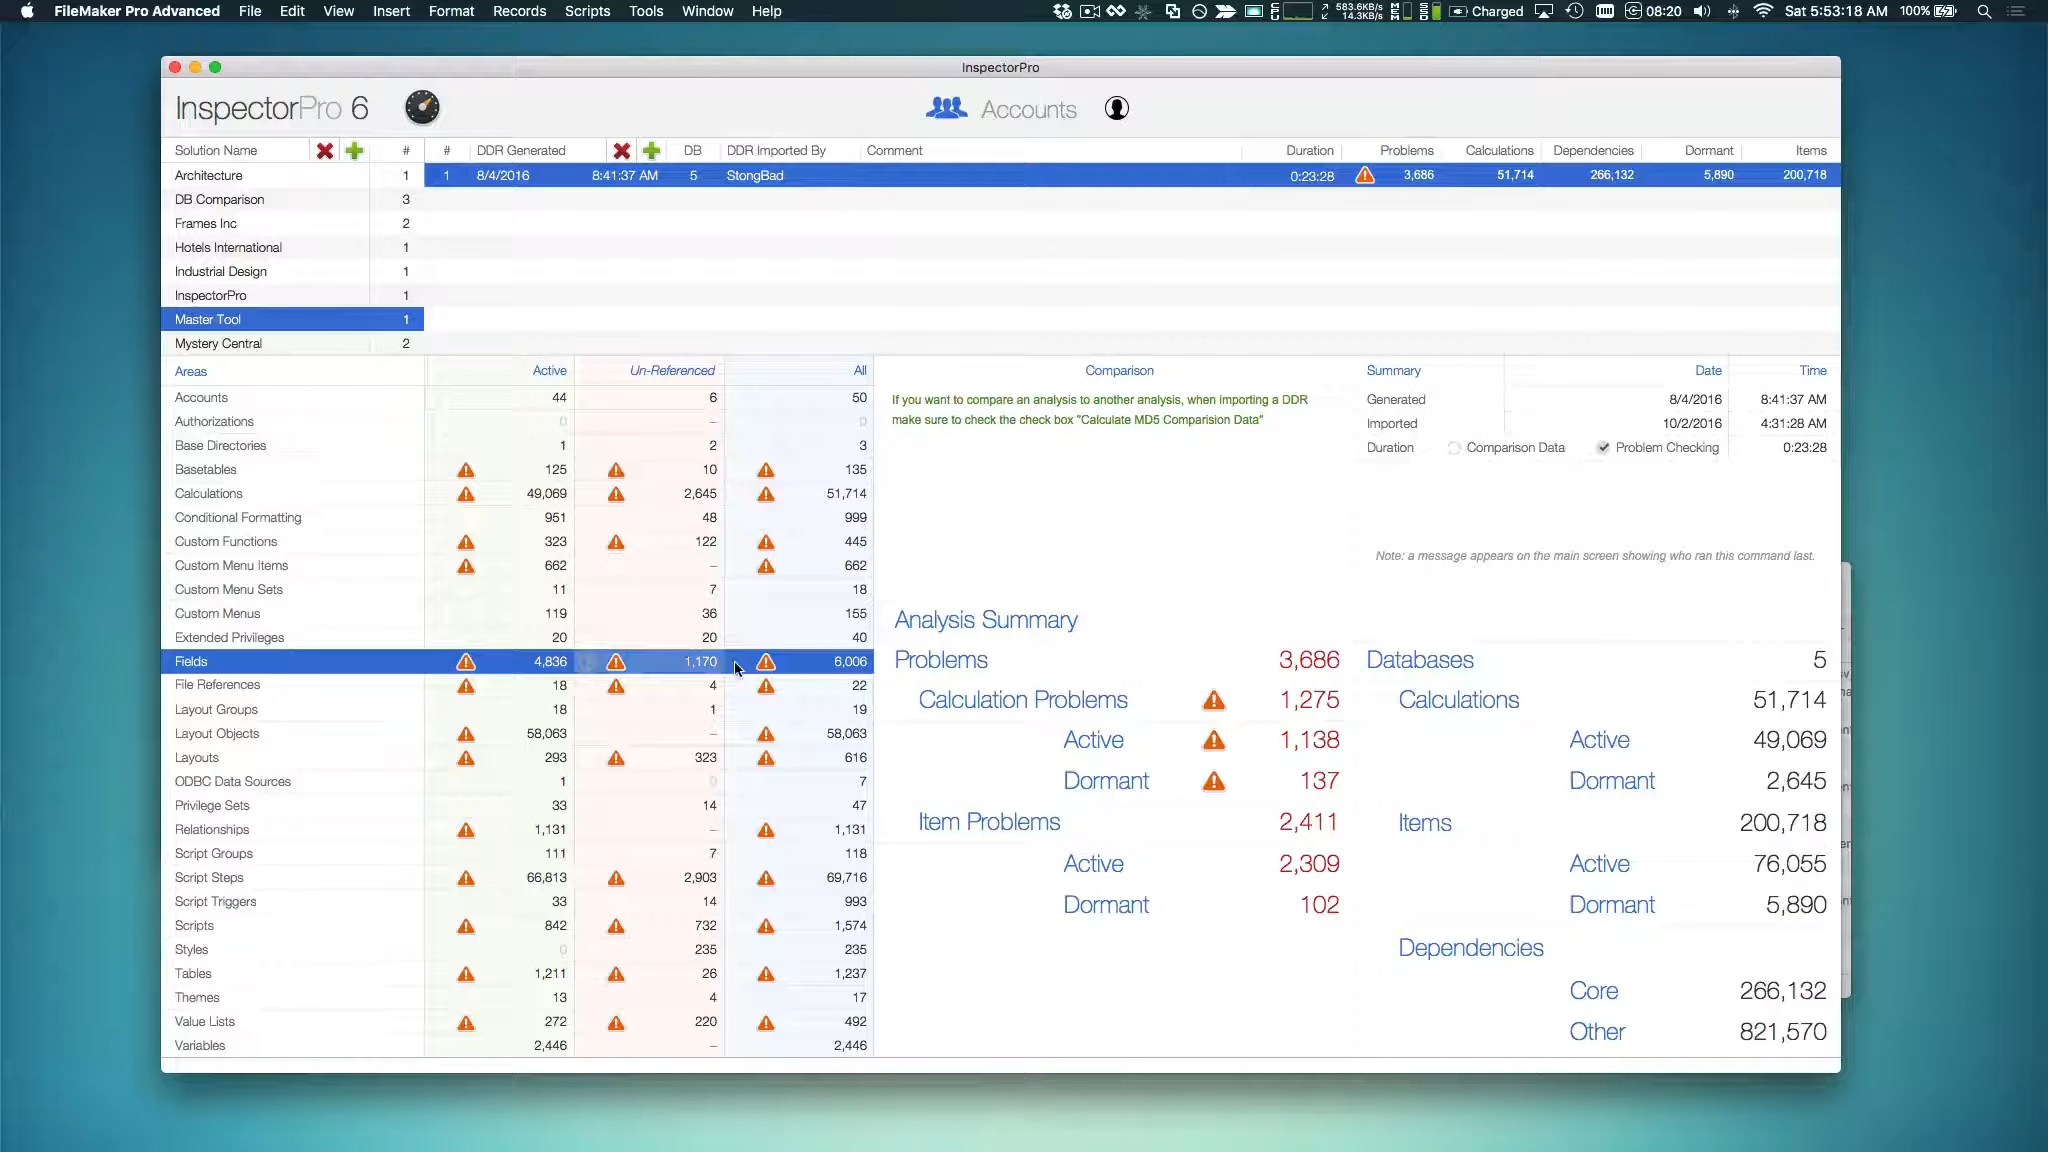 FileMaker Pro Advanced File Edit View Insert Format Records Scripts Tools Window Help 583.6KB/s 14.3KB/s Charged 08:20 Sat 5:53:18 AM 100%
InspectorPro
InspectorPro 6 Accounts
Solution Name # # DDR Generated DB DDR Imported By Comment Duration Problems Calculations Dependencies Dormant Items
Architecture 1 1 8/4/2016 8:41:37 AM 5 StongBad 0:23:28 3,686 51,714 266,132 5,890 200,718
DB Comparison 3
Frames Inc 2
Hotels International 1
Industrial Design 1
InspectorPro 1
Master Tool 1
Mystery Central 2
Areas Active Un-Referenced All Comparison Summary Date Time
Accounts 44 6 50 If you want to compare an analysis to another analysis, when importing a DDR Generated 8/4/2016 8:41:37 AM
Authorizations 0 – 0 make sure to check the check box "Calculate MD5 Comparision Data" Imported 10/2/2016 4:31:28 AM
Base Directories 1 2 3 Duration Comparison Data Problem Checking 0:23:28
Basetables 125 10 135
Calculations 49,069 2,645 51,714
Conditional Formatting 951 48 999
Custom Functions 323 122 445 Note: a message appears on the main screen showing who ran this command last.
Custom Menu Items 662 – 662
Custom Menu Sets 11 7 18
Custom Menus 119 36 155
Extended Privileges 20 20 40
Fields 4,836 1,170 6,006
File References 18 4 22
Layout Groups 18 1 19
Layout Objects 58,063 – 58,063
Layouts 293 323 616
ODBC Data Sources 1 0 7
Privilege Sets 33 14 47
Relationships 1,131 – 1,131
Script Groups 111 7 118
Script Steps 66,813 2,903 69,716
Script Triggers 33 14 993
Scripts 842 732 1,574
Styles 0 235 235
Tables 1,211 26 1,237
Themes 13 4 17
Value Lists 272 220 492
Variables 2,446 – 2,446
Analysis Summary
Problems 3,686 Databases 5
Calculation Problems 1,275 Calculations 51,714
Active 1,138 Active 49,069
Dormant 137 Dormant 2,645
Item Problems 2,411 Items 200,718
Active 2,309 Active 76,055
Dormant 102 Dormant 5,890
Dependencies
Core 266,132
Other 821,570